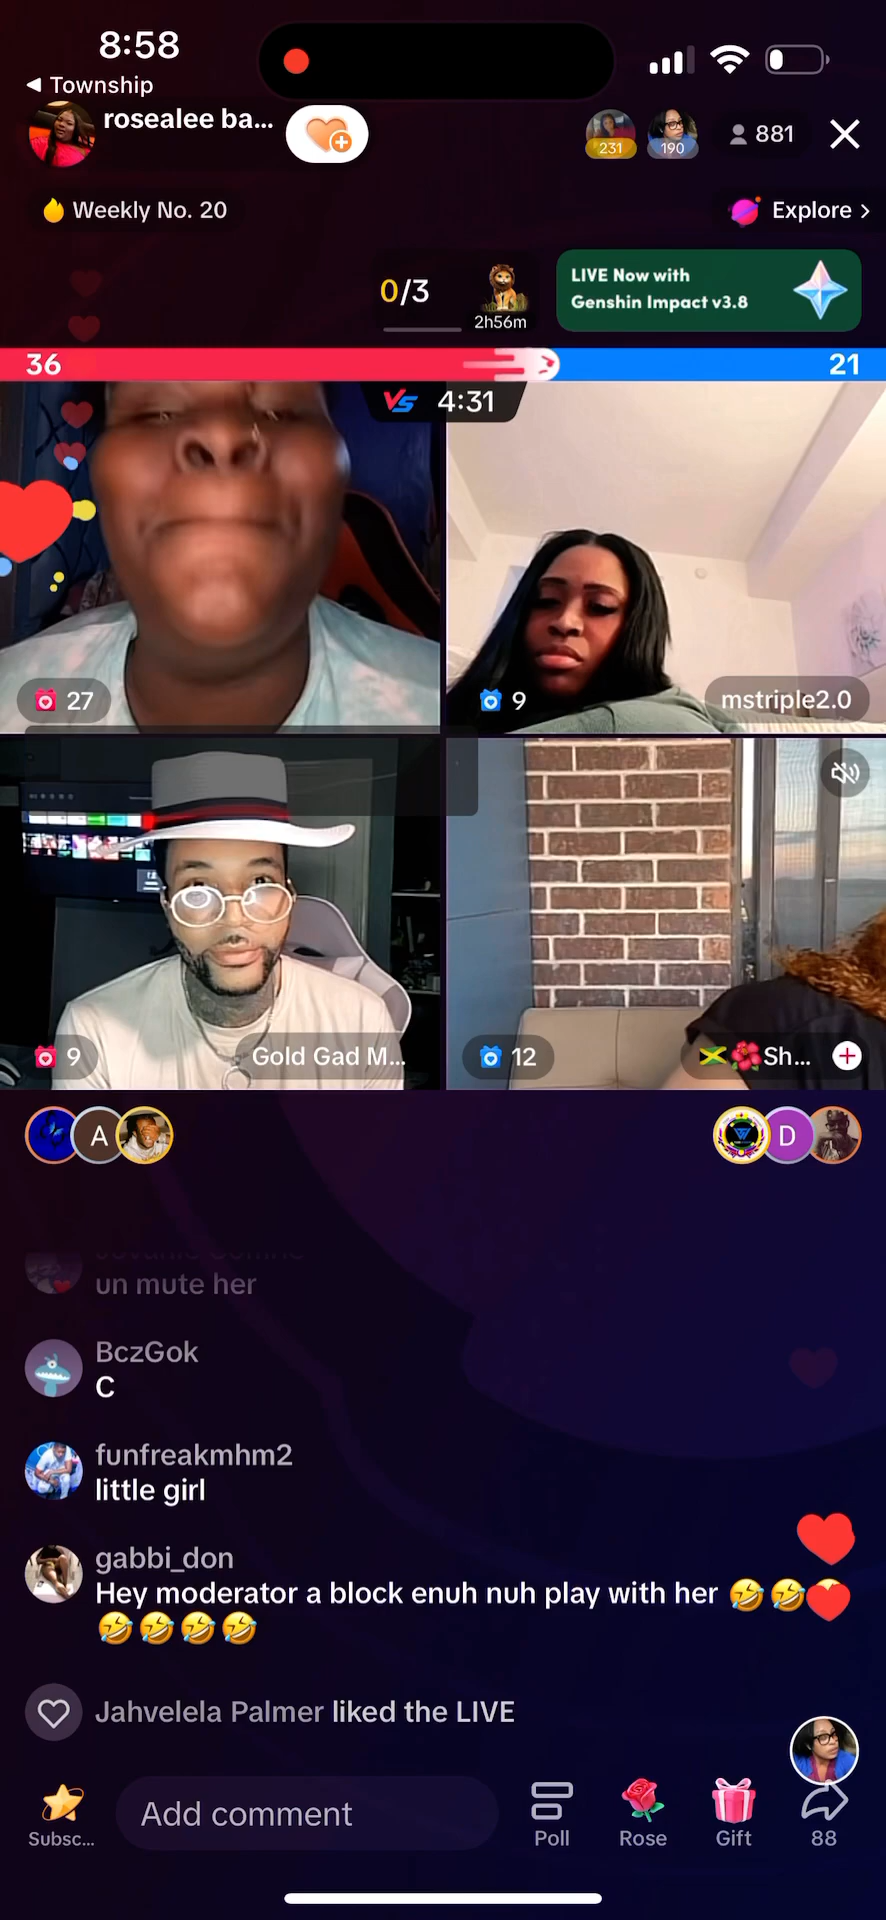 8:58
◀ Township
rosealee ba...
231
190
881
Weekly No. 20
Explore >
0/3
2h56m
LIVE Now with
Genshin Impact v3.8
36
21
VS 4:31
27
9
mstriple2.0
9
Gold Gad M...
12
🇯🇲🌺Sh...
A
D
un mute her
BczGok
C
funfreakmhm2
little girl
gabbi_don
Hey moderator a block enuh nuh play with her 🤣🤣
🤣🤣🤣🤣
Jahvelela Palmer liked the LIVE
Subsc...
Add comment
Poll
Rose
Gift
88